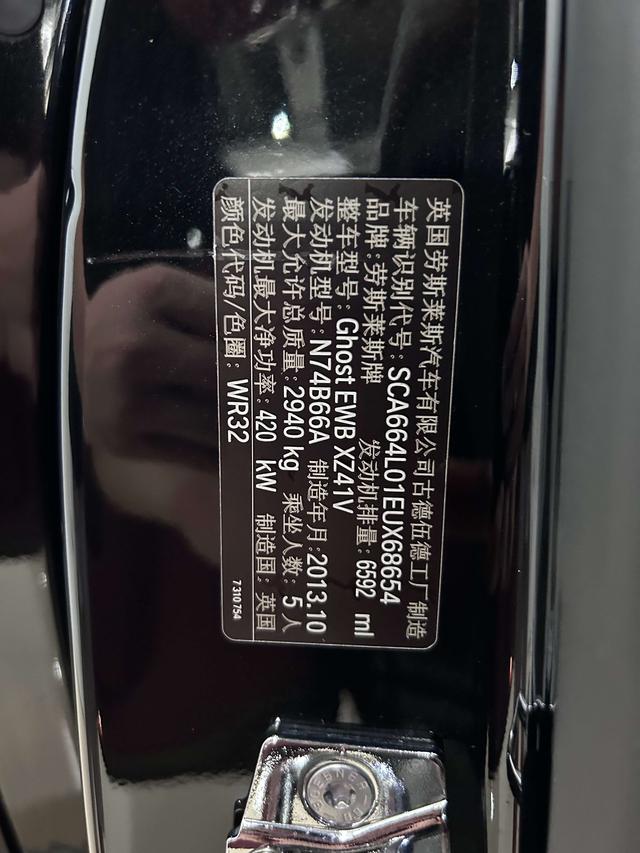 英国劳斯莱斯汽车有限公司古德伍德工厂制造
车辆识别代号: SCA664L01EUX68654
品牌: 劳斯莱斯牌 发动机排量: 6592 ml
整车型号: Ghost EWB XZ41V
发动机型号: N74B66A 制造年月: 2013.10
最大允许总质量: 2940 kg 乘坐人数: 5 人
发动机最大净功率: 420 kW 制造国: 英国
颜色代码/色圈: WR32 7310754